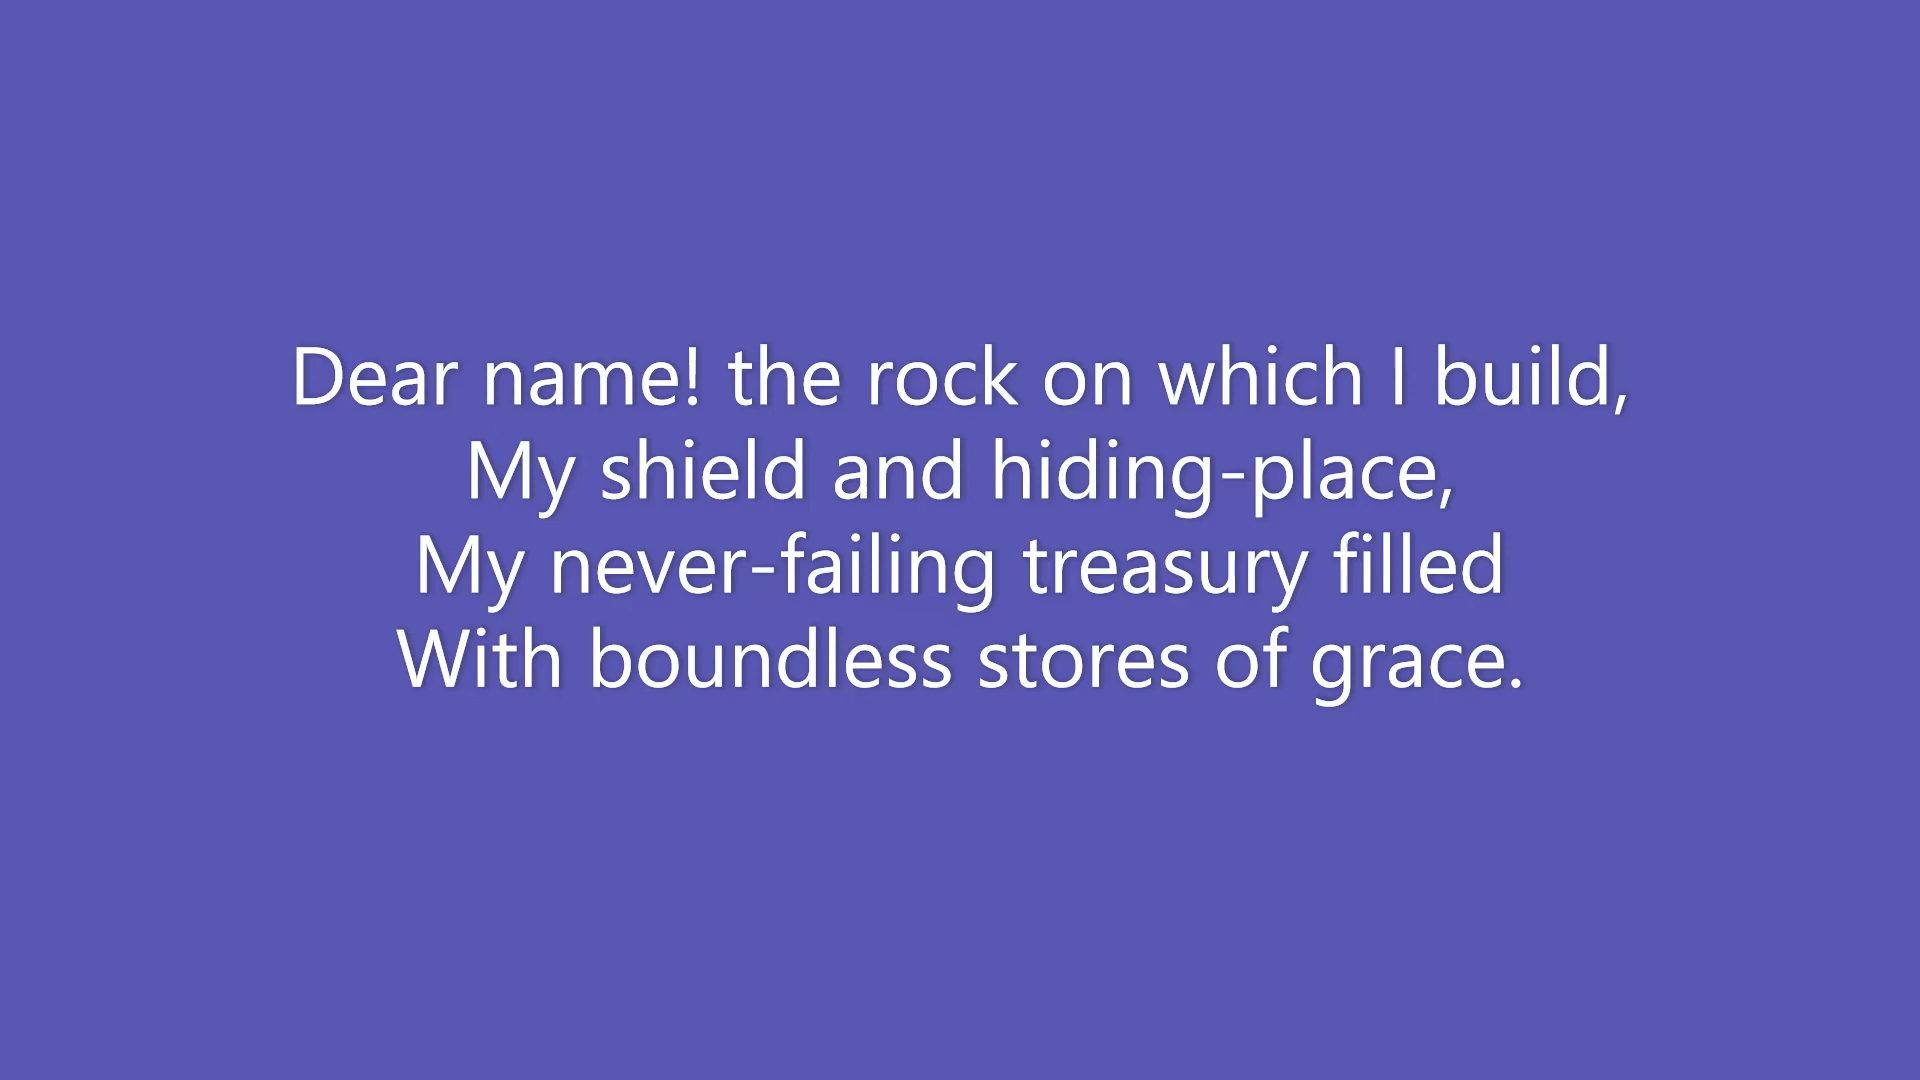 Dear name! the rock on which I build,
My shield and hiding-place,
My never-failing treasury filled
With boundless stores of grace.